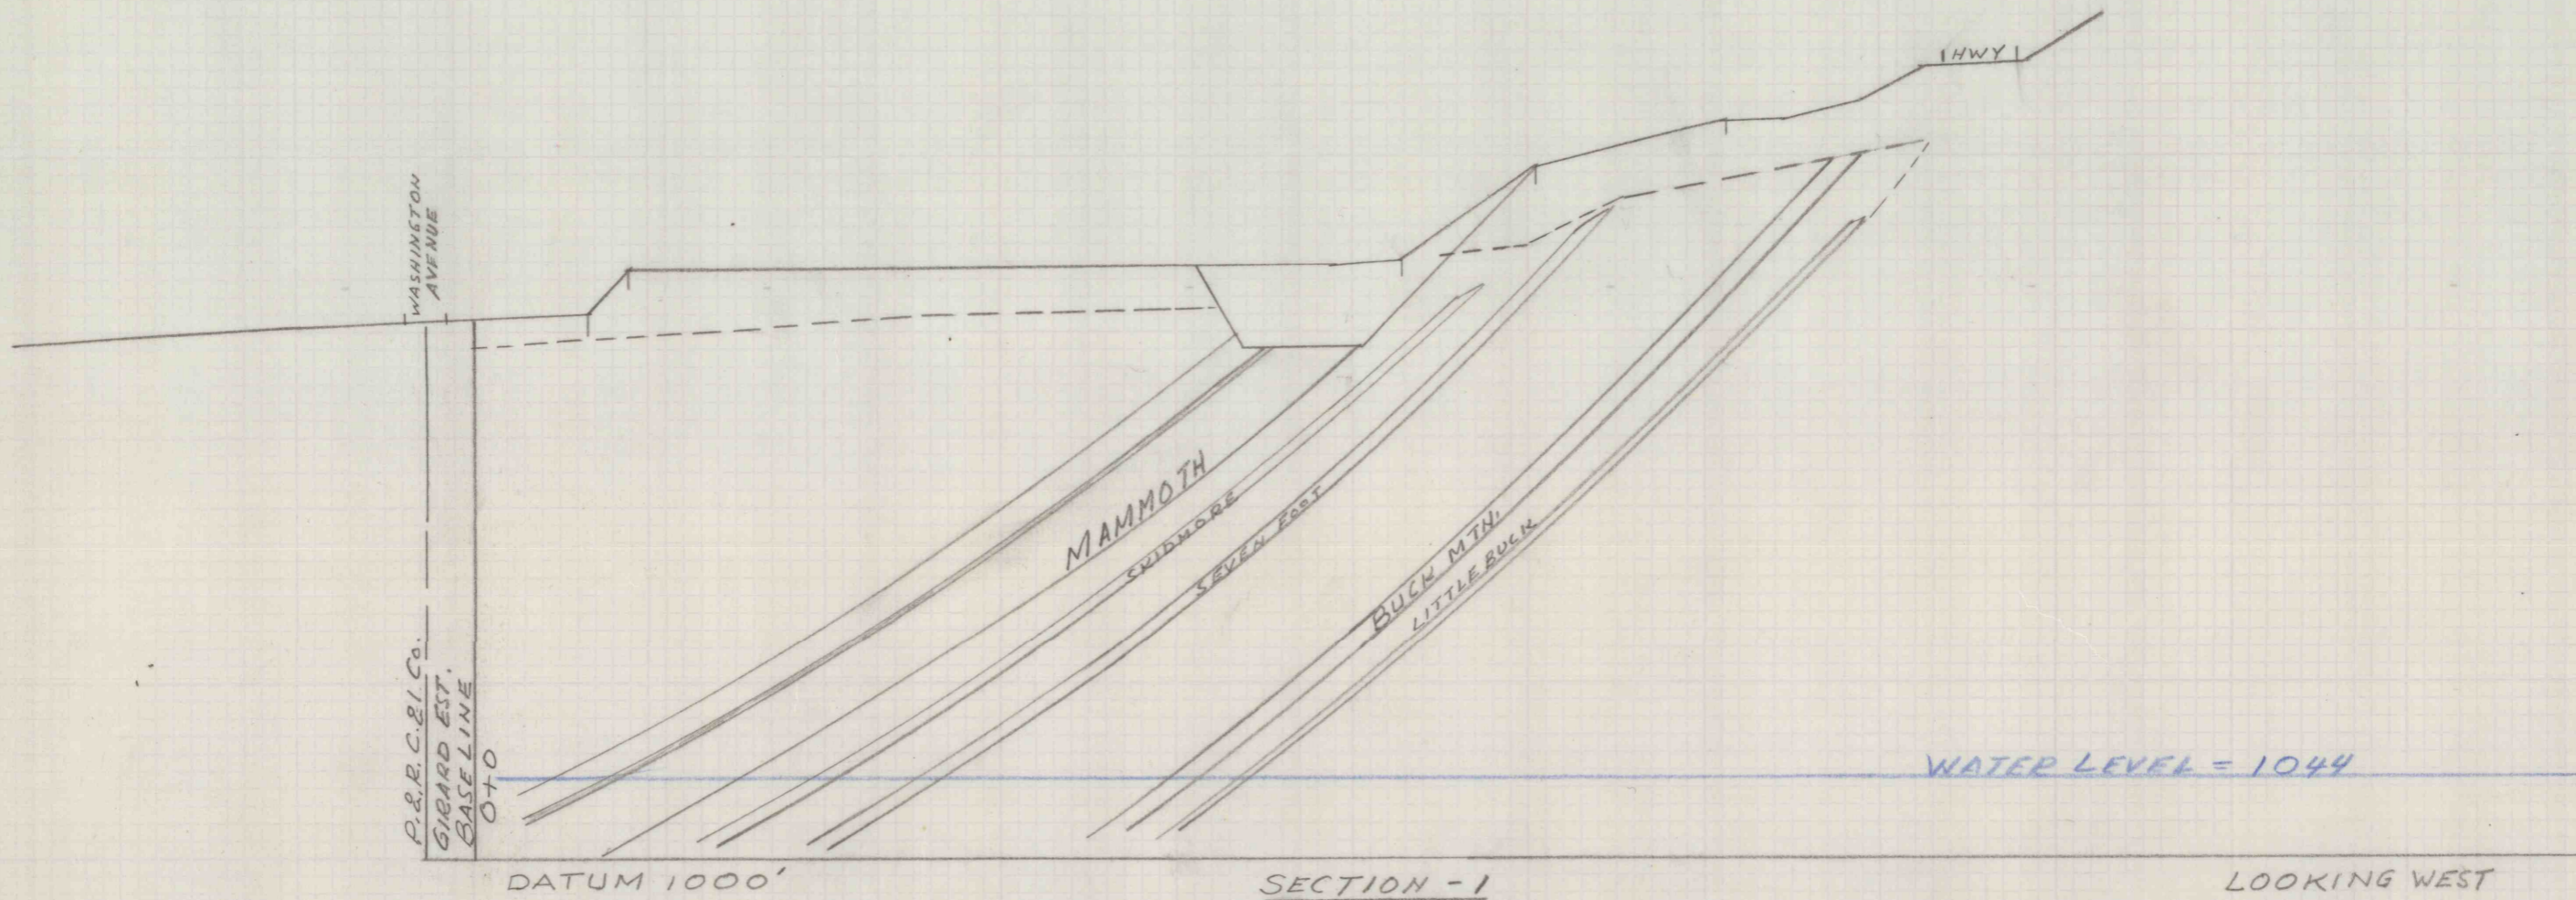 HWY
WASHINGTON
AVENUE
MAMMOTH
SKIDMORE
SEVEN FOOT
BUCK MTN.
LITTLE BUCK
P.&R.C.&I.Co.
GIRARD EST.
BASE LINE
0+0
WATER LEVEL = 1044
DATUM 1000'
SECTION - 1
LOOKING WEST